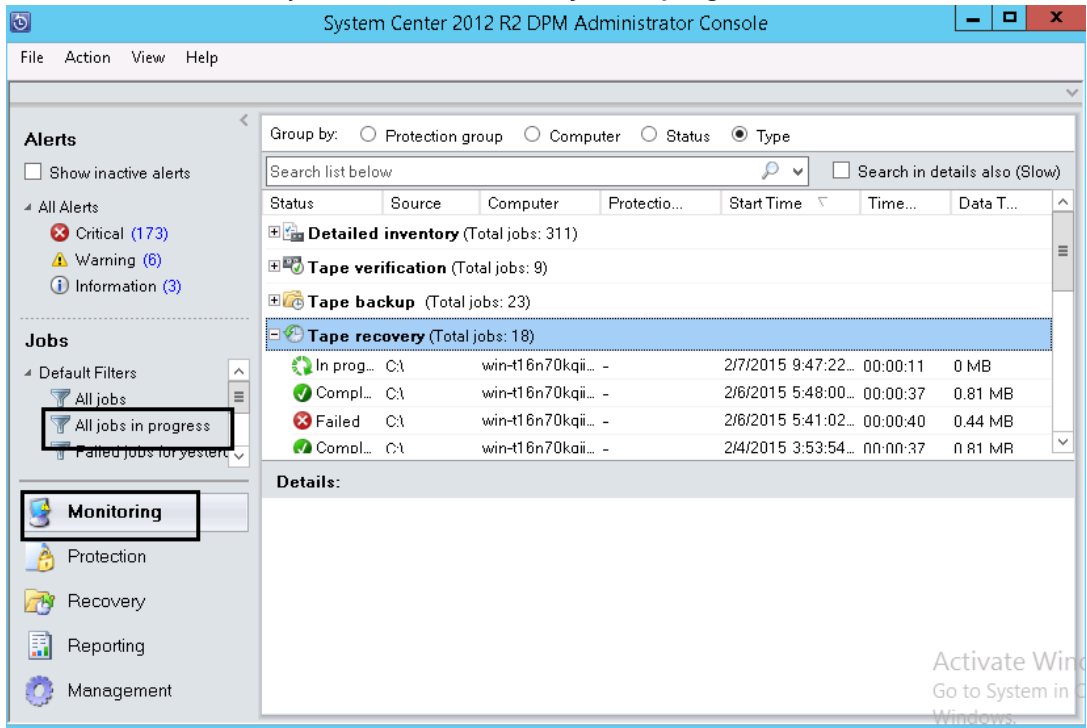 System Center 2012 R2 DPM Administrator Console
File Action View Help
Alerts
Show inactive alerts
All Alerts
Critical (173)
Warning (6)
Information (3)
Jobs
Default Filters
All jobs
All jobs in progress
Failed jobs for
Monitoring
Protection
Recovery
Reporting
Management
Group by: Protection group Computer Status Type
Search list below Search in details also (Slow)
Status Source Computer Protectio... Start Time Time... Data T...
Detailed inventory (Total jobs: 311)
Tape verification (Total jobs: 9)
Tape backup (Total jobs: 23)
Tape recovery (Total jobs: 18)
In prog... C:\ win-t16n70kqii... - 2/7/2015 9:47:22... 00:00:11 0 MB
Compl... C:\ win-t16n70kqii... - 2/6/2015 5:48:00... 00:00:37 0.81 MB
Failed C:\ win-t16n70kqii... - 2/6/2015 5:41:02... 00:00:40 0.44 MB
Compl... C:\ win-t16n70kqii... - 2/4/2015 3:53:54... 00:00:37 0.81 MB
Details:
Activate Wind
Go to System in C
Windows.